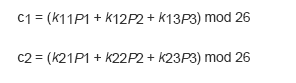 c1 = (k11P1 + k12P2 + k13P3) mod 26
c2 = (k21P1 + k22P2 + k23P3) mod 26